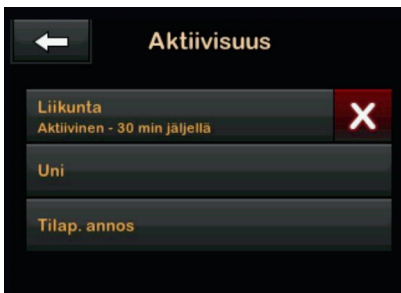 Aktiivisuus
Liikunta
Aktiivinen - 30 min jäljellä
Uni
Tilap. annos